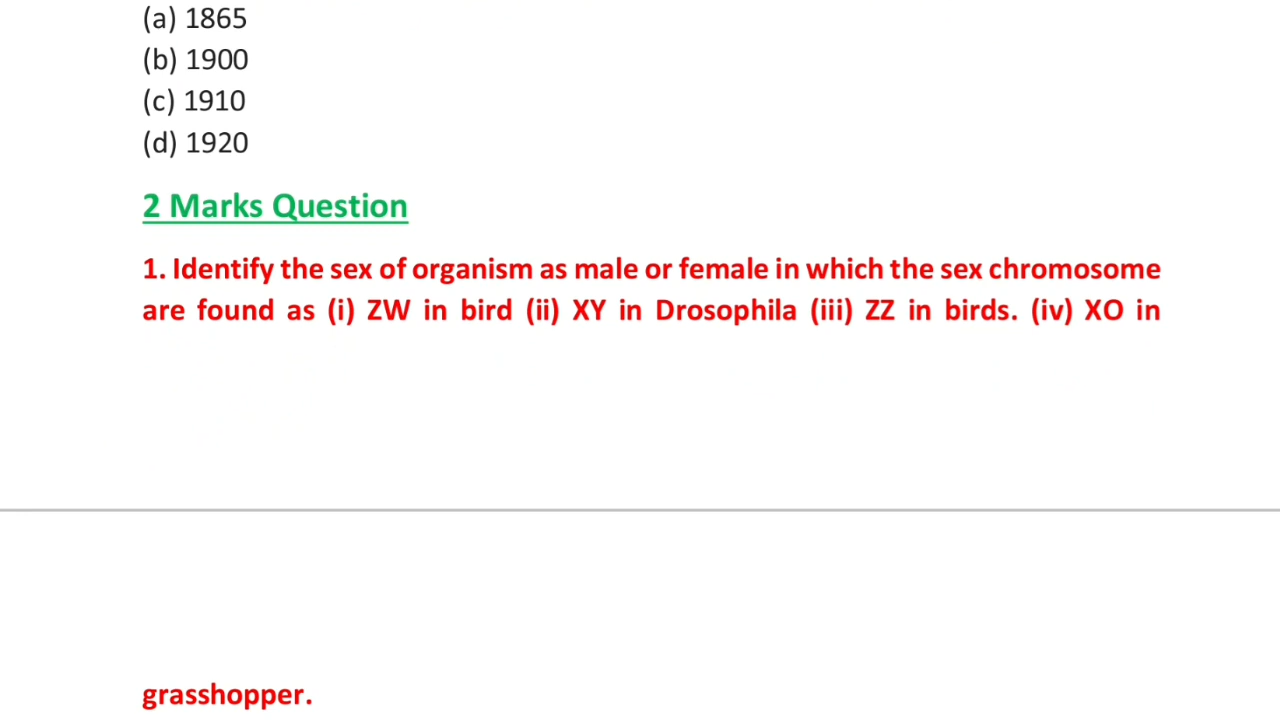 (a) 1865
(b) 1900
(c) 1910
(d) 1920
2 Marks Question
1. Identify the sex of organism as male or female in which the sex chromosome
are found as (i) ZW in bird (ii) XY in Drosophila (iii) ZZ in birds. (iv) XO in
grasshopper.